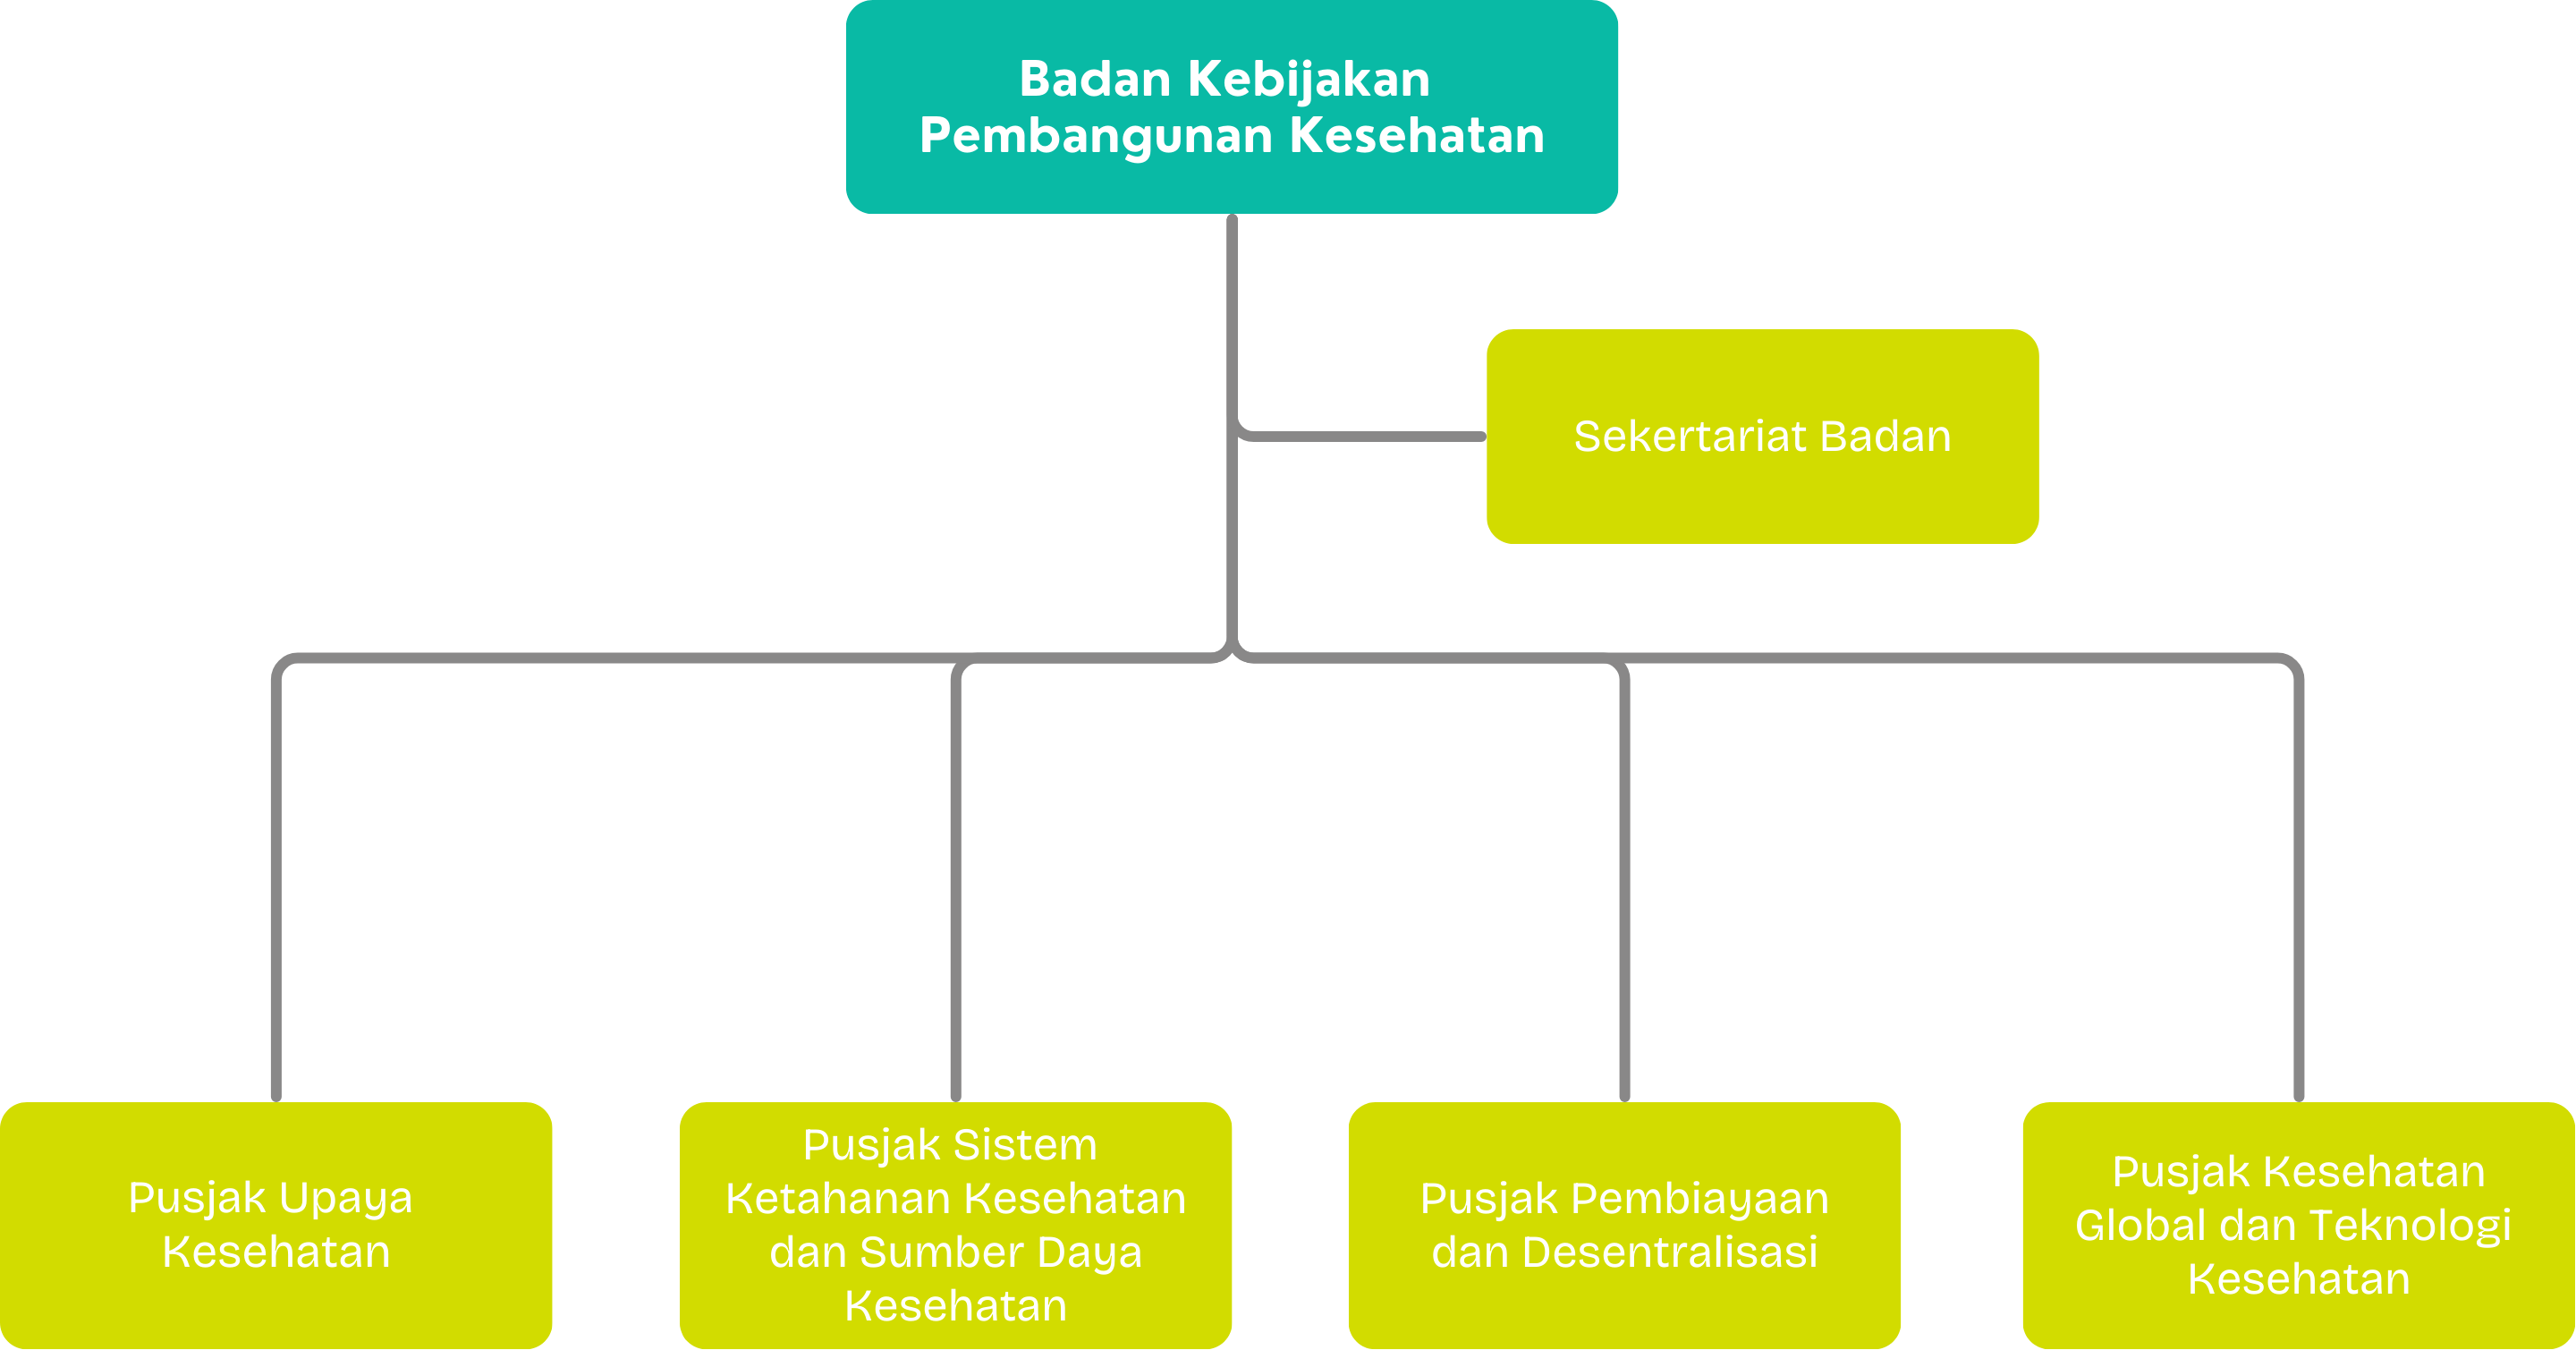 Badan Kebijakan
Pembangunan Kesehatan
Sekertariat Badan
Pusjak Upaya
Kesehatan
Pusjak Sistem
Ketahanan Kesehatan
dan Sumber Daya
Kesehatan
Pusjak Pembiayaan
dan Desentralisasi
Pusjak Kesehatan
Global dan Teknologi
Kesehatan